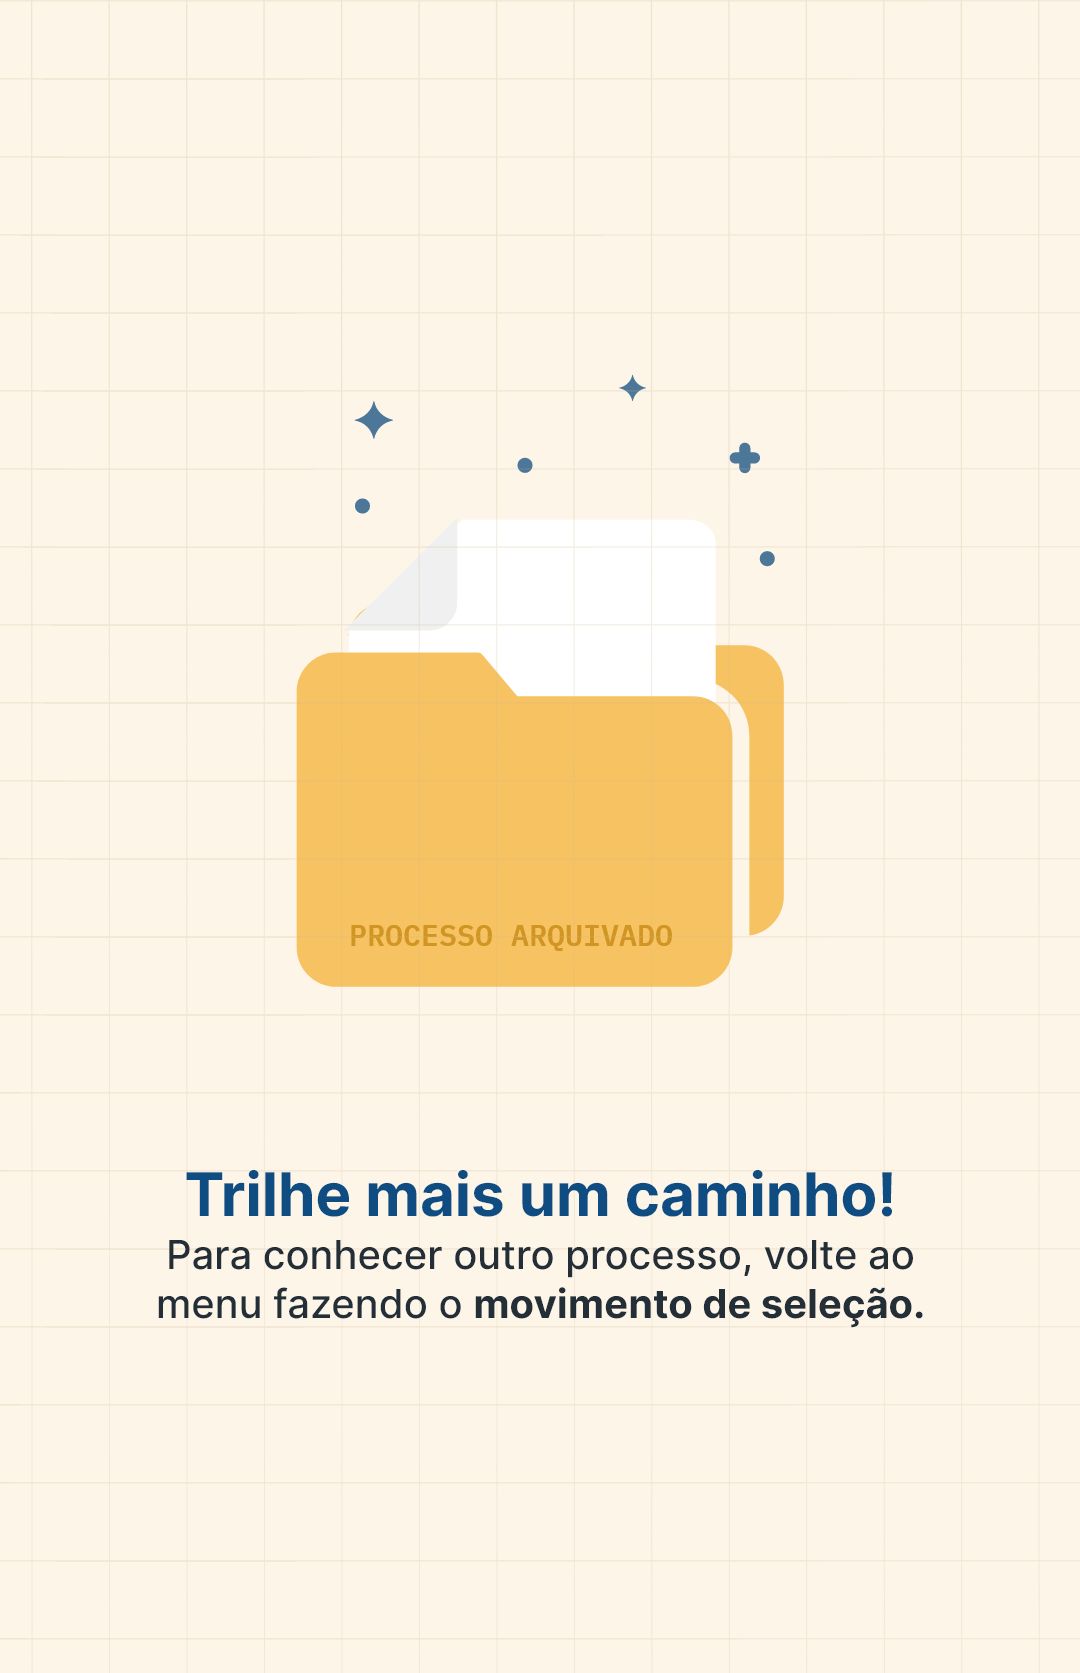 PROCESSO ARQUIVADO
Trilhe mais um caminho!
Para conhecer outro processo, volte ao
menu fazendo o movimento de seleção.